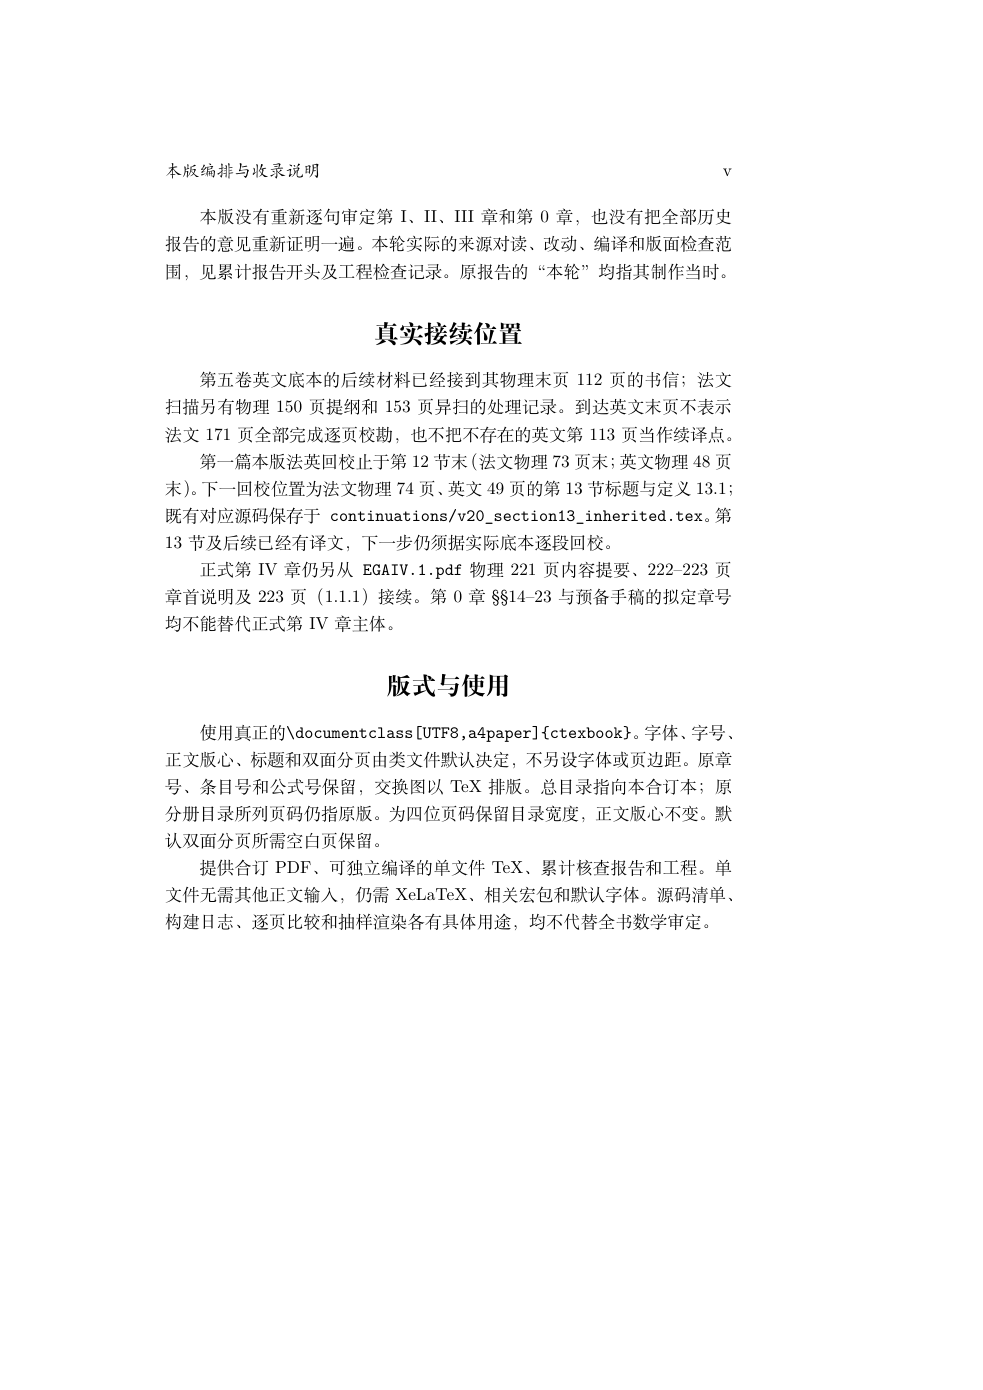 本版编排与收录说明 v
本版没有重新逐句审定第 I、II、III 章和第 0 章，也没有把全部历史
报告的意见重新证明一遍。本轮实际的来源对读、改动、编译和版面检查范
围，见累计报告开头及工程检查记录。原报告的“本轮”均指其制作当时。
真实接续位置
第五卷英文底本的后续材料已经接到其物理末页 112 页的书信；法文
扫描另有物理 150 页提纲和 153 页异扫的处理记录。到达英文末页不表示
法文 171 页全部完成逐页校勘，也不把不存在的英文第 113 页当作续译点。
第一篇本版法英回校止于第 12 节末（法文物理 73 页末；英文物理 48 页
末）。下一回校位置为法文物理 74 页、英文 49 页的第 13 节标题与定义 13.1；
既有对应源码保存于 continuations/v20_section13_inherited.tex。第
13 节及后续已经有译文，下一步仍须据实际底本逐段回校。
正式第 IV 章仍另从 EGAIV.1.pdf 物理 221 页内容提要、222–223 页
章首说明及 223 页（1.1.1）接续。第 0 章 §§14–23 与预备手稿的拟定章号
均不能替代正式第 IV 章主体。
版式与使用
使用真正的\documentclass[UTF8,a4paper]{ctexbook}。字体、字号、
正文版心、标题和双面分页由类文件默认决定，不另设字体或页边距。原章
号、条目号和公式号保留，交换图以 TeX 排版。总目录指向本合订本；原
分册目录所列页码仍指原版。为四位页码保留目录宽度，正文版心不变。默
认双面分页所需空白页保留。
提供合订 PDF、可独立编译的单文件 TeX、累计核查报告和工程。单
文件无需其他正文输入，仍需 XeLaTeX、相关宏包和默认字体。源码清单、
构建日志、逐页比较和抽样渲染各有具体用途，均不代替全书数学审定。